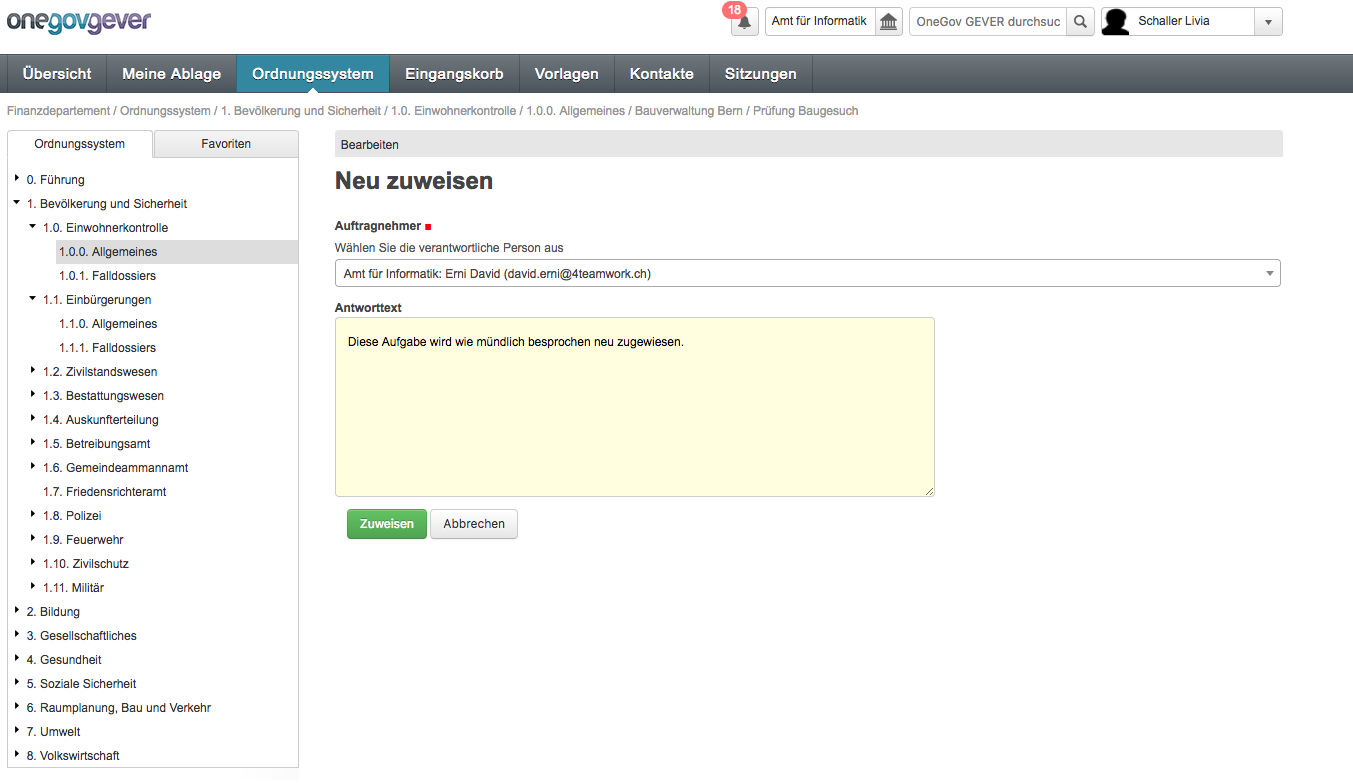 onegovgever
18
Amt für Informatik
OneGov GEVER durchsuc
Schaller Livia
Übersicht
Meine Ablage
Ordnungssystem
Eingangskorb
Vorlagen
Kontakte
Sitzungen
Finanzdepartement / Ordnungssystem / 1. Bevölkerung und Sicherheit / 1.0. Einwohnerkontrolle / 1.0.0. Allgemeines / Bauverwaltung Bern / Prüfung Baugesuch
Ordnungssystem
Favoriten
0. Führung
1. Bevölkerung und Sicherheit
1.0. Einwohnerkontrolle
1.0.0. Allgemeines
1.0.1. Falldossiers
1.1. Einbürgerungen
1.1.0. Allgemeines
1.1.1. Falldossiers
1.2. Zivilstandswesen
1.3. Bestattungswesen
1.4. Auskunfterteilung
1.5. Betreibungsamt
1.6. Gemeindeammannamt
1.7. Friedensrichteramt
1.8. Polizei
1.9. Feuerwehr
1.10. Zivilschutz
1.11. Militär
2. Bildung
3. Gesellschaftliches
4. Gesundheit
5. Soziale Sicherheit
6. Raumplanung, Bau und Verkehr
7. Umwelt
8. Volkswirtschaft
Bearbeiten
Neu zuweisen
Auftragnehmer
Wählen Sie die verantwortliche Person aus
Amt für Informatik: Erni David (david.erni@4teamwork.ch)
Antworttext
Diese Aufgabe wird wie mündlich besprochen neu zugewiesen.
Zuweisen
Abbrechen